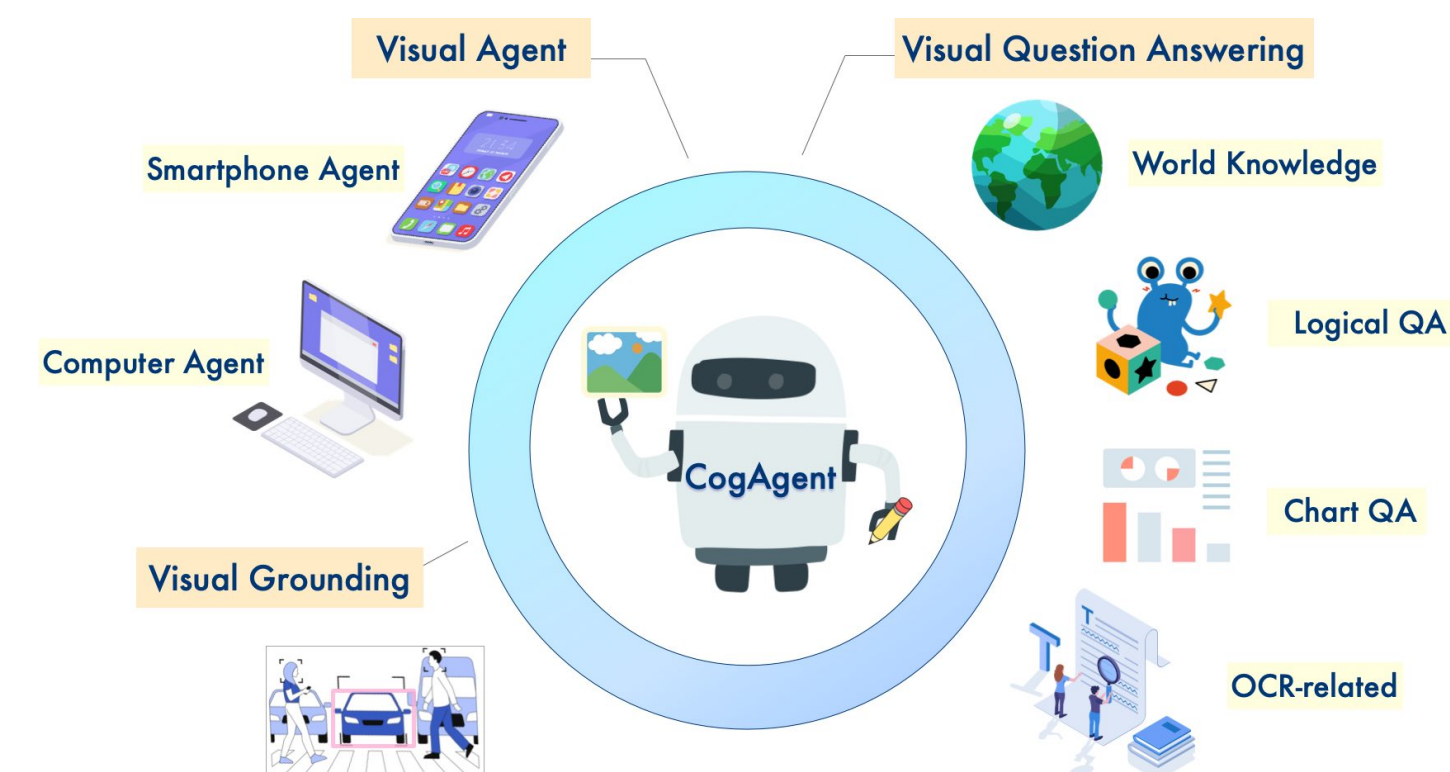 Visual Agent
Visual Question Answering
Smartphone Agent
World Knowledge
Computer Agent
Logical QA
CogAgent
Chart QA
Visual Grounding
OCR-related
T
T